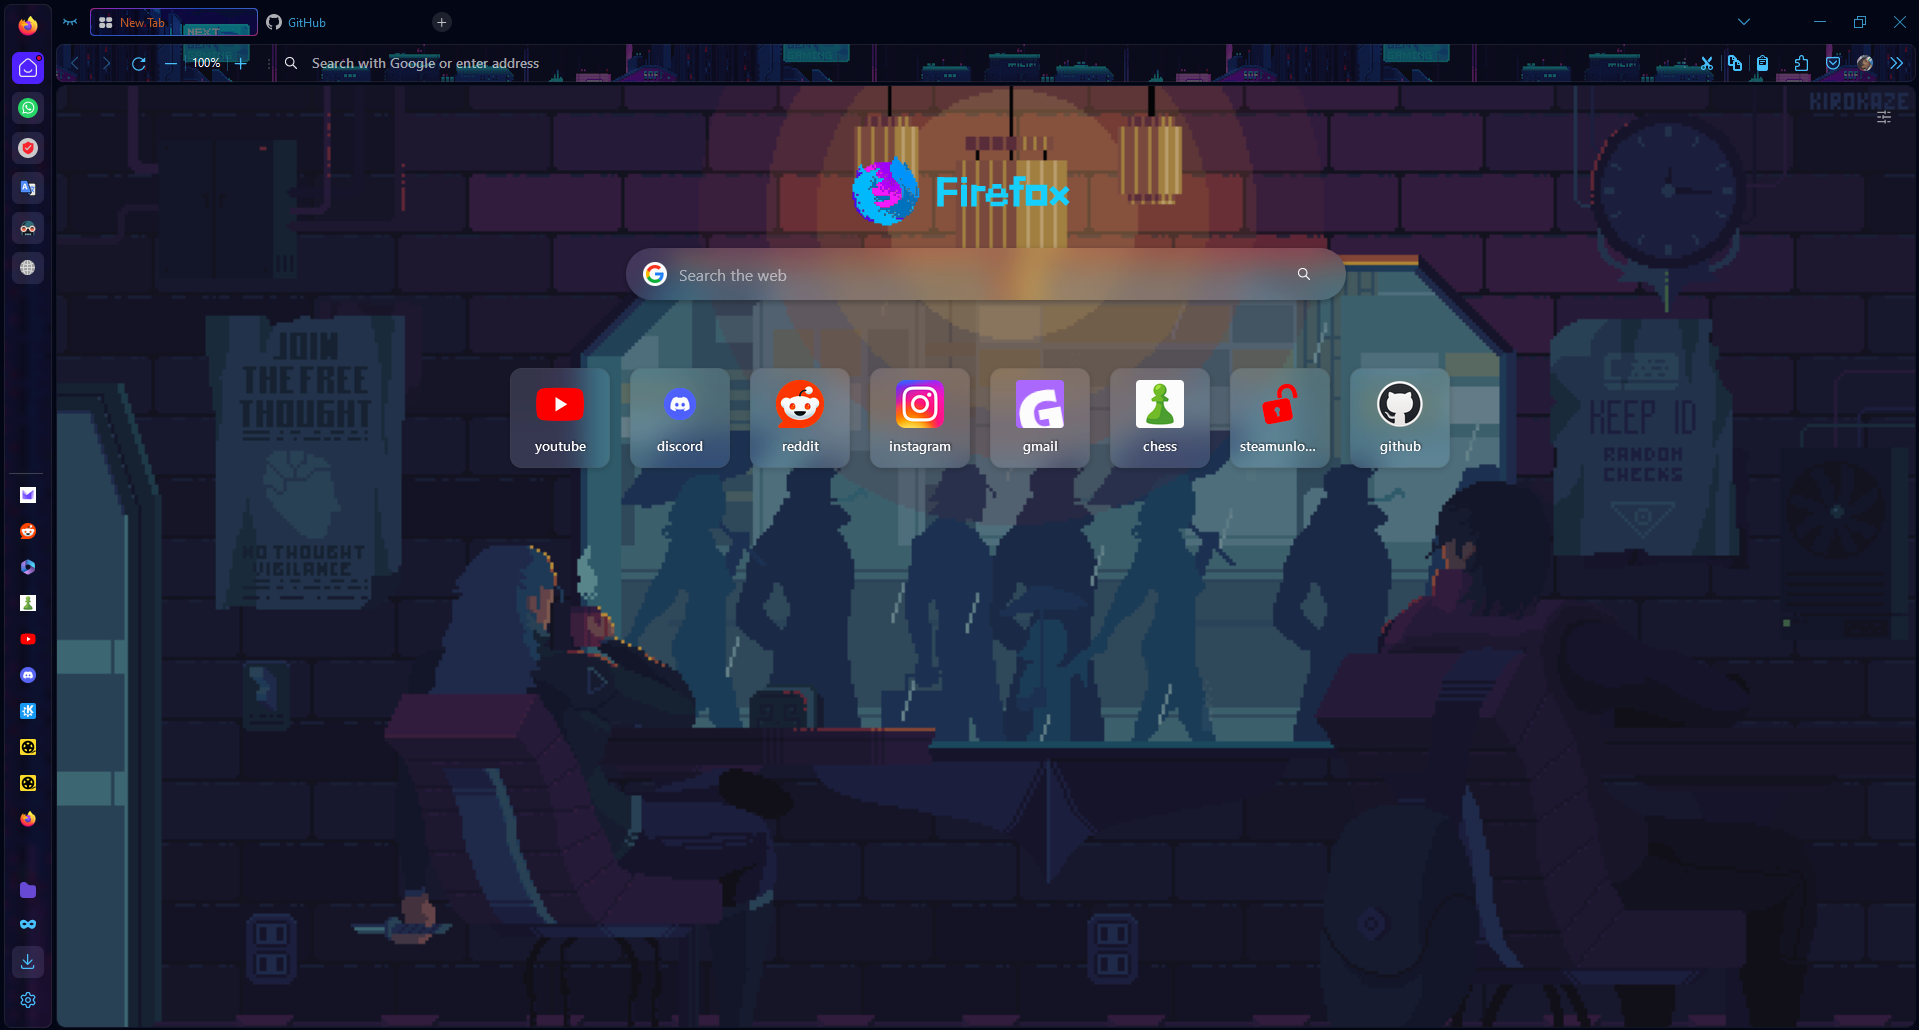 New Tab
GitHub
100%
Search with Google or enter address
KIROKAZE
Firefox
Search the web
JOIN
THE FREE
THOUGHT
NO THOUGHT
VIGILANCE
KEEP ID
RANDOM
CHECKS
youtube
discord
reddit
instagram
gmail
chess
steamunlo...
github